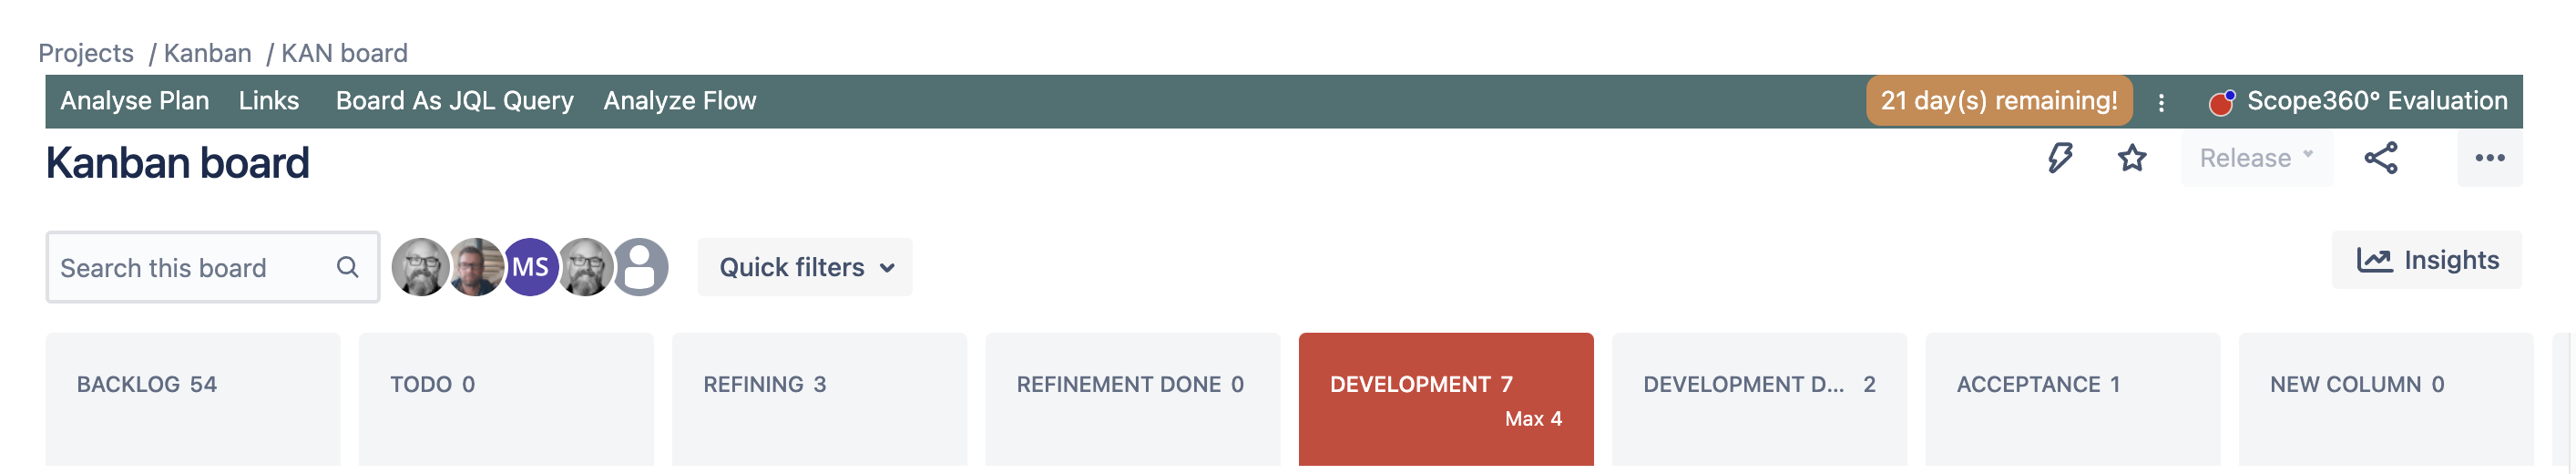 Projects / Kanban / KAN board
Analyse Plan Links Board As JQL Query Analyze Flow 21 day(s) remaining! Scope360° Evaluation
Kanban board Release
Search this board MS Quick filters Insights
BACKLOG 54 TODO 0 REFINING 3 REFINEMENT DONE 0 DEVELOPMENT 7 DEVELOPMENT D... 2 ACCEPTANCE 1 NEW COLUMN 0
Max 4